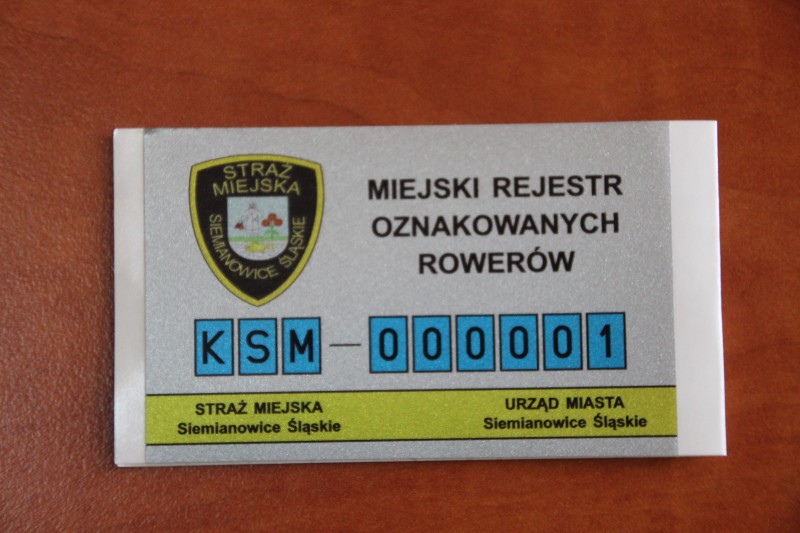 STRAŻ
MIEJSKA
SIEMIANOWICE ŚLĄSKIE
MIEJSKI REJESTR
OZNAKOWANYCH
ROWERÓW
KSM—000001
STRAŻ MIEJSKA
Siemianowice Śląskie
URZĄD MIASTA
Siemianowice Śląskie